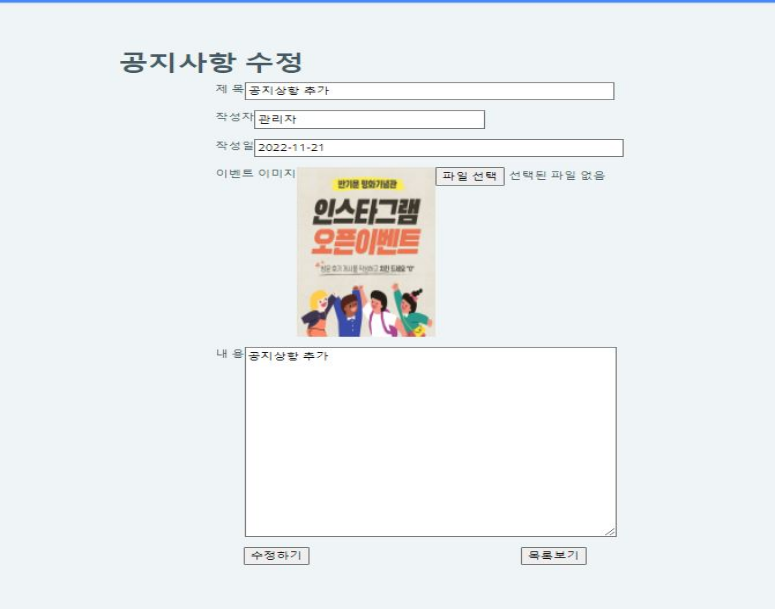 공지사항 수정
제 목 공지상항 추가
작성자 관리자
작성일 2022-11-21
이벤트 이미지 파일 선택 선택된 파일 없음
반기문 평화기념관
인스타그램
오픈이벤트
내 용 공지상항 추가
수정하기 목록보기